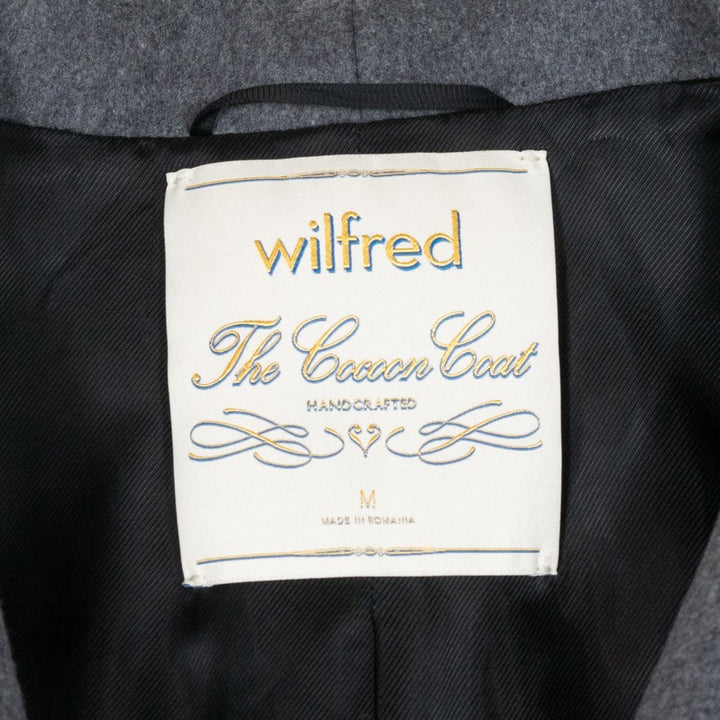 wilfred
The Cocoon Coat
HANDCRAFTED
M
MADE IN ROMANIA